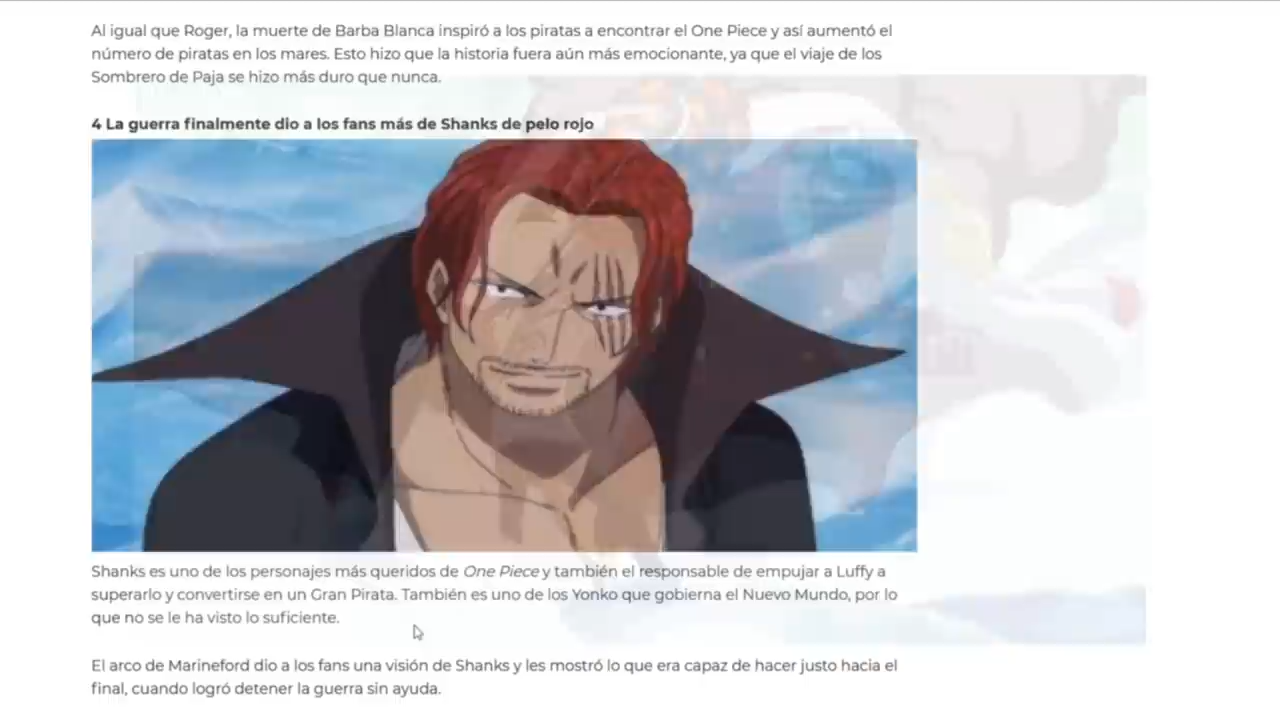 Al igual que Roger, la muerte de Barba Blanca inspiró a los piratas a encontrar el One Piece y así aumentó el
número de piratas en los mares. Esto hizo que la historia fuera aún más emocionante, ya que el viaje de los
Sombrero de Paja se hizo más duro que nunca.
4 La guerra finalmente dio a los fans más de Shanks de pelo rojo
Shanks es uno de los personajes más queridos de One Piece y también el responsable de empujar a Luffy a
superarlo y convertirse en un Gran Pirata. También es uno de los Yonko que gobierna el Nuevo Mundo, por lo
que no se le ha visto lo suficiente.
El arco de Marineford dio a los fans una visión de Shanks y les mostró lo que era capaz de hacer justo hacia el
final, cuando logró detener la guerra sin ayuda.